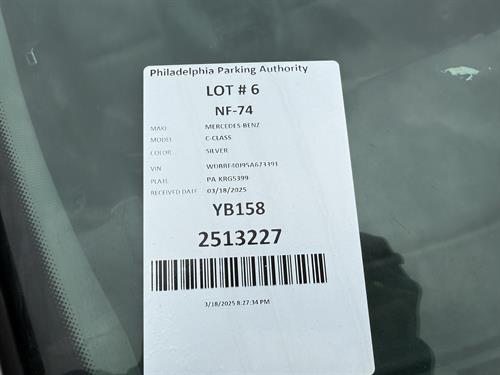 Philadelphia Parking Authority
LOT # 6
NF-74
MAKE MERCEDES-BENZ
MODEL C-CLASS
COLOR SILVER
VIN
PLATE PA KRG5399
RECEIVED DATE 03/18/2025
YB158
2513227
3/18/2025 8:27:34 PM